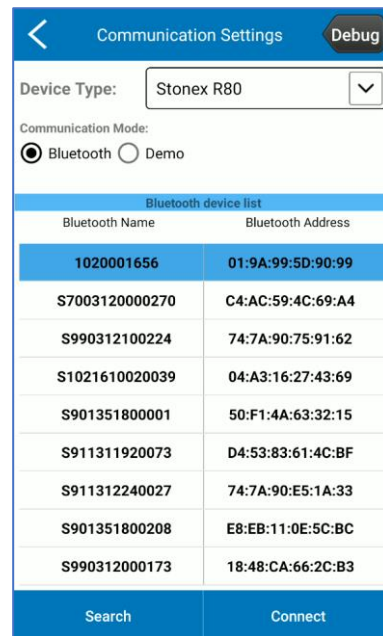 Communication Settings Debug
Device Type: Stonex R80
Communication Mode:
Bluetooth Demo
Bluetooth device list
Bluetooth Name Bluetooth Address
1020001656 01:9A:99:5D:90:99
S7003120000270 C4:AC:59:4C:69:A4
S990312100224 74:7A:90:75:91:62
S1021610020039 04:A3:16:27:43:69
S901351800001 50:F1:4A:63:32:15
S911311920073 D4:53:83:61:4C:BF
S911312240027 74:7A:90:E5:1A:33
S901351800208 E8:EB:11:0E:5C:BC
S990312000173 18:48:CA:66:2C:B3
Search Connect